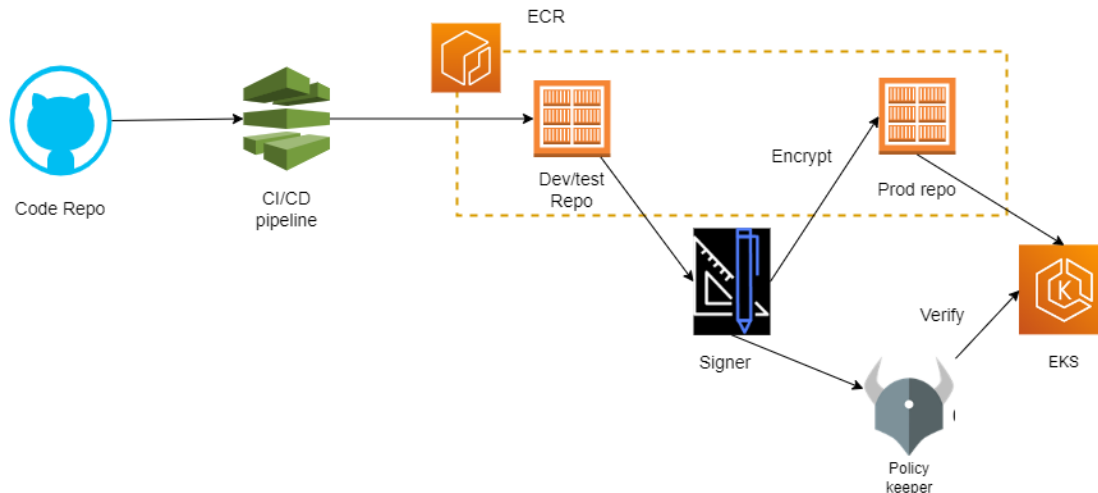 ECR
Code Repo
CI/CD
pipeline
Dev/test
Repo
Encrypt
Prod repo
Signer
Verify
K
EKS
Policy
keeper